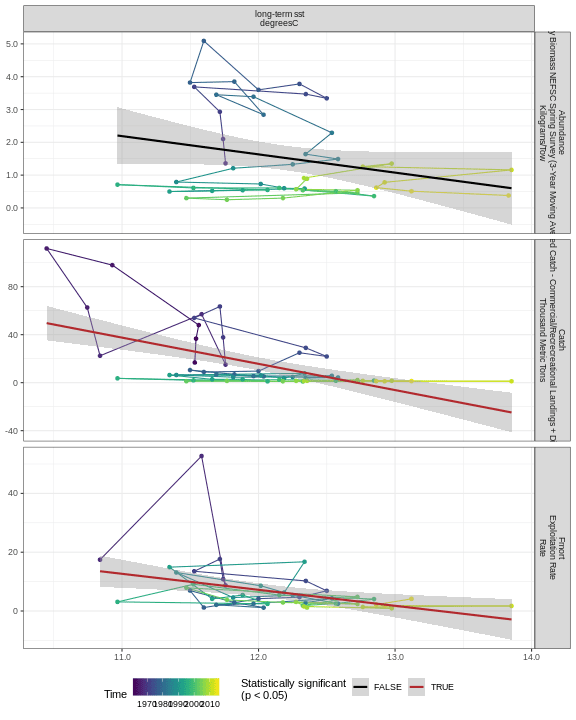 long-term sst
degreesC
5.0
4.0
3.0
2.0
1.0
0.0
Abundance
y Biomass NEFSC Spring Survey (3-Year Moving Ave
Kilograms/Tow
80
40
0
-40
Catch
ed Catch - Commercial/Recreational Landings + D
Thousand Metric Tons
40
20
0
Fmort
Exploitation Rate
Rate
11.0 12.0 13.0 14.0
Time
1970 1980 1990 2000 2010
Statistically significant
(p < 0.05)
FALSE TRUE